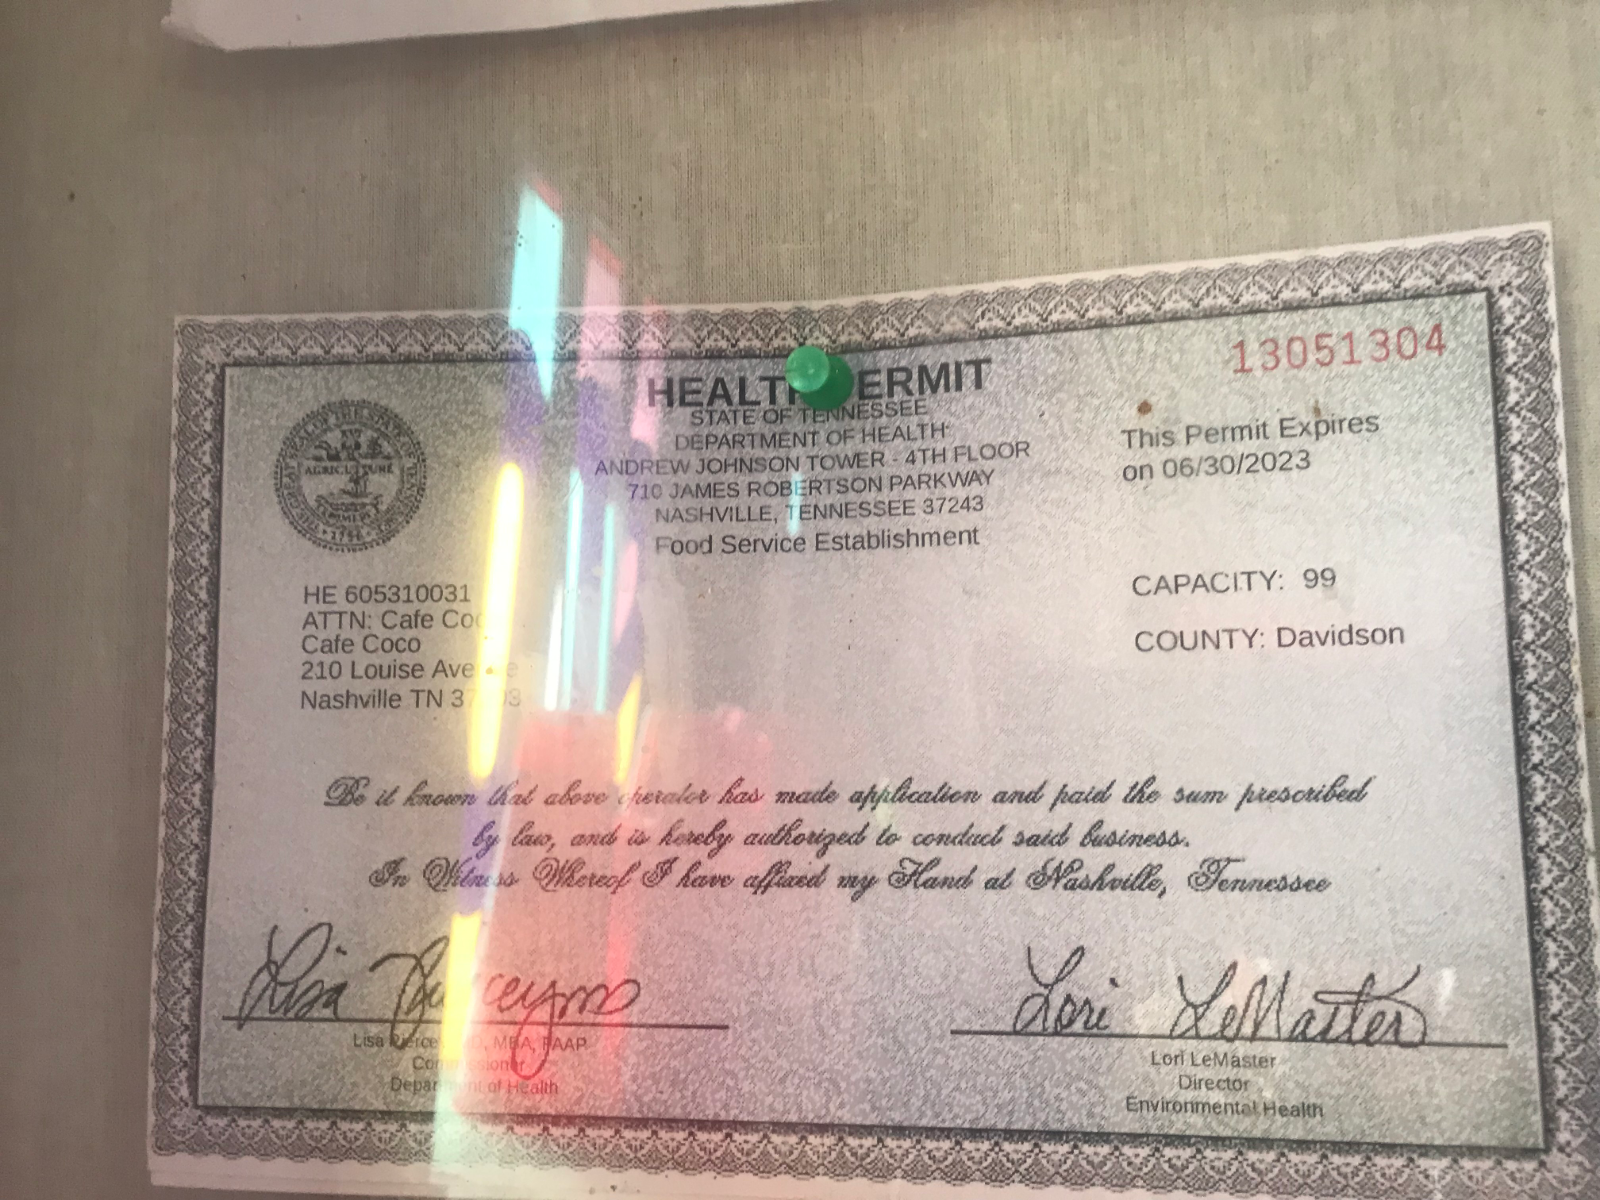 HEALTH PERMIT
STATE OF TENNESSEE
DEPARTMENT OF HEALTH
ANDREW JOHNSON TOWER - 4TH FLOOR
710 JAMES ROBERTSON PARKWAY
NASHVILLE, TENNESSEE 37243
Food Service Establishment
13051304
This Permit Expires
on 06/30/2023
AGRICULTURE
1796
HE 605310031
ATTN: Cafe Coco
Cafe Coco
210 Louise Avenue
Nashville TN
CAPACITY: 99
COUNTY: Davidson
Be it known that above operator has made application and paid the sum prescribed
by law, and is hereby authorized to conduct said business.
In Witness Whereof I have affixed my Hand at Nashville, Tennessee
Lisa Piercey MD
Lori LeMaster
Lisa Piercey, MD, MBA, FAAP
Commissioner
Department of Health
Lori LeMaster
Director
Environmental Health